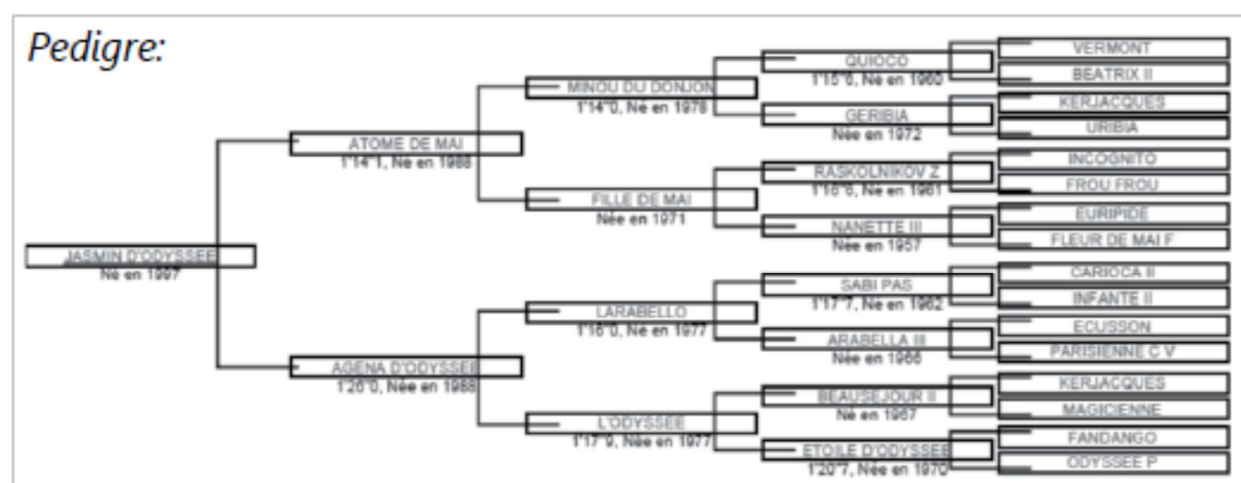 Pedigre:
VERMONT
QUIOCO
1'15"6, Né en 1960
BEATRIX II
MINOU DU DONJON
1'14"0, Né en 1978
KERJACQUES
GERIBIA
Née en 1972
URIBIA
ATOME DE MAI
1'14"1, Né en 1988
INCOGNITO
RASKOLNIKOV Z
1'16"6, Né en 1961
FROU FROU
FILLE DE MAI
Née en 1971
EURIPIDE
NANETTE III
Née en 1957
FLEUR DE MAI F
JASMIN D'ODYSSEE
Né en 1997
CARIOCA II
SABI PAS
1'17"7, Né en 1962
INFANTE II
LARABELLO
1'16"0, Né en 1977
ECUSSON
ARABELLA III
Née en 1966
PARISIENNE C V
AGENA D'ODYSSEE
1'26"0, Née en 1988
KERJACQUES
BEAUSEJOUR II
Né en 1967
MAGICIENNE
L'ODYSSEE
1'17"9, Née en 1977
FANDANGO
ETOILE D'ODYSSEE
1'20"7, Née en 1970
ODYSSEE P